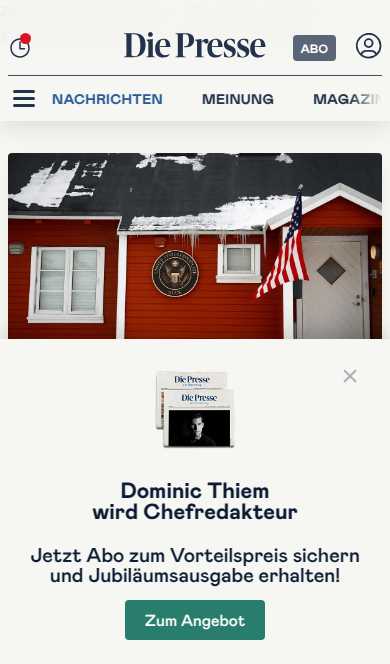 Die Presse
ABO
NACHRICHTEN
MEINUNG
MAGAZIN
Die Presse
Die Presse
Dominic Thiem
wird Chefredakteur
Jetzt Abo zum Vorteilspreis sichern
und Jubiläumsausgabe erhalten!
Zum Angebot